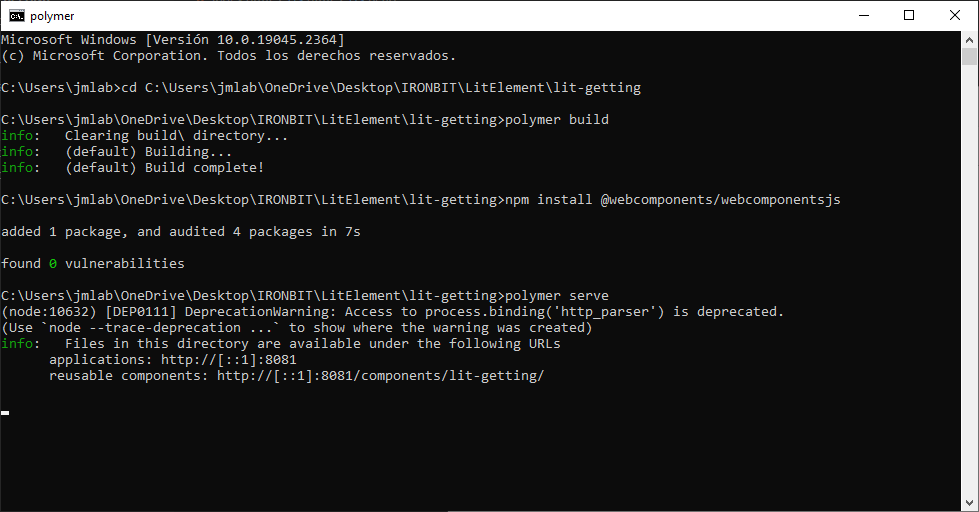 polymer
Microsoft Windows [Versión 10.0.19045.2364]
(c) Microsoft Corporation. Todos los derechos reservados.
C:\Users\jmlab>cd C:\Users\jmlab\OneDrive\Desktop\IRONBIT\LitElement\lit-getting
C:\Users\jmlab\OneDrive\Desktop\IRONBIT\LitElement\lit-getting>polymer build
info:   Clearing build\ directory...
info:   (default) Building...
info:   (default) Build complete!
C:\Users\jmlab\OneDrive\Desktop\IRONBIT\LitElement\lit-getting>npm install @webcomponents/webcomponentsjs
added 1 package, and audited 4 packages in 7s
found 0 vulnerabilities
C:\Users\jmlab\OneDrive\Desktop\IRONBIT\LitElement\lit-getting>polymer serve
(node:10632) [DEP0111] DeprecationWarning: Access to process.binding('http_parser') is deprecated.
(Use `node --trace-deprecation ...` to show where the warning was created)
info:   Files in this directory are available under the following URLs
      applications: http://[::1]:8081
      reusable components: http://[::1]:8081/components/lit-getting/